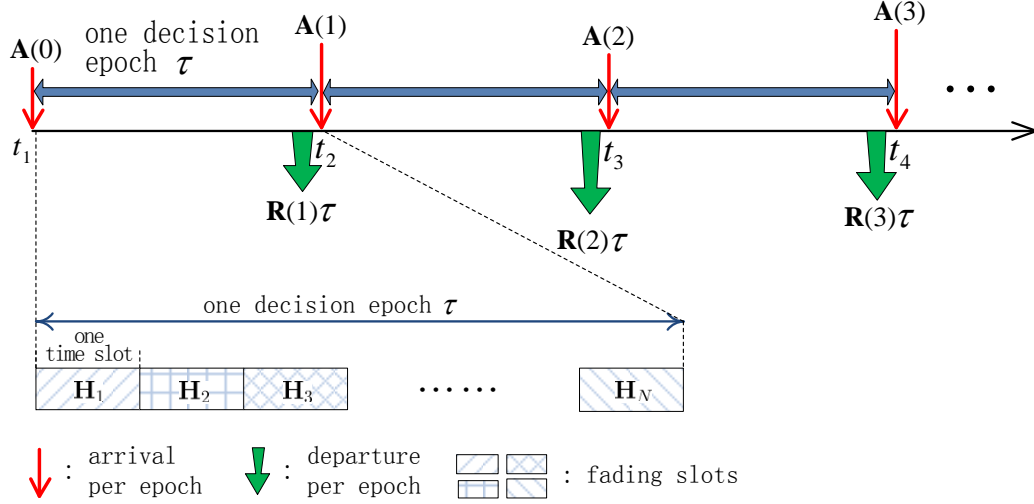 A(0)
one decision
epoch τ
A(1)
A(2)
A(3)
...
t₁
t₂
t₃
t₄
R(1)τ
R(2)τ
R(3)τ
one decision epoch τ
one
time slot
H₁
H₂
H₃
......
H_N
: arrival
per epoch
: departure
per epoch
: fading slots